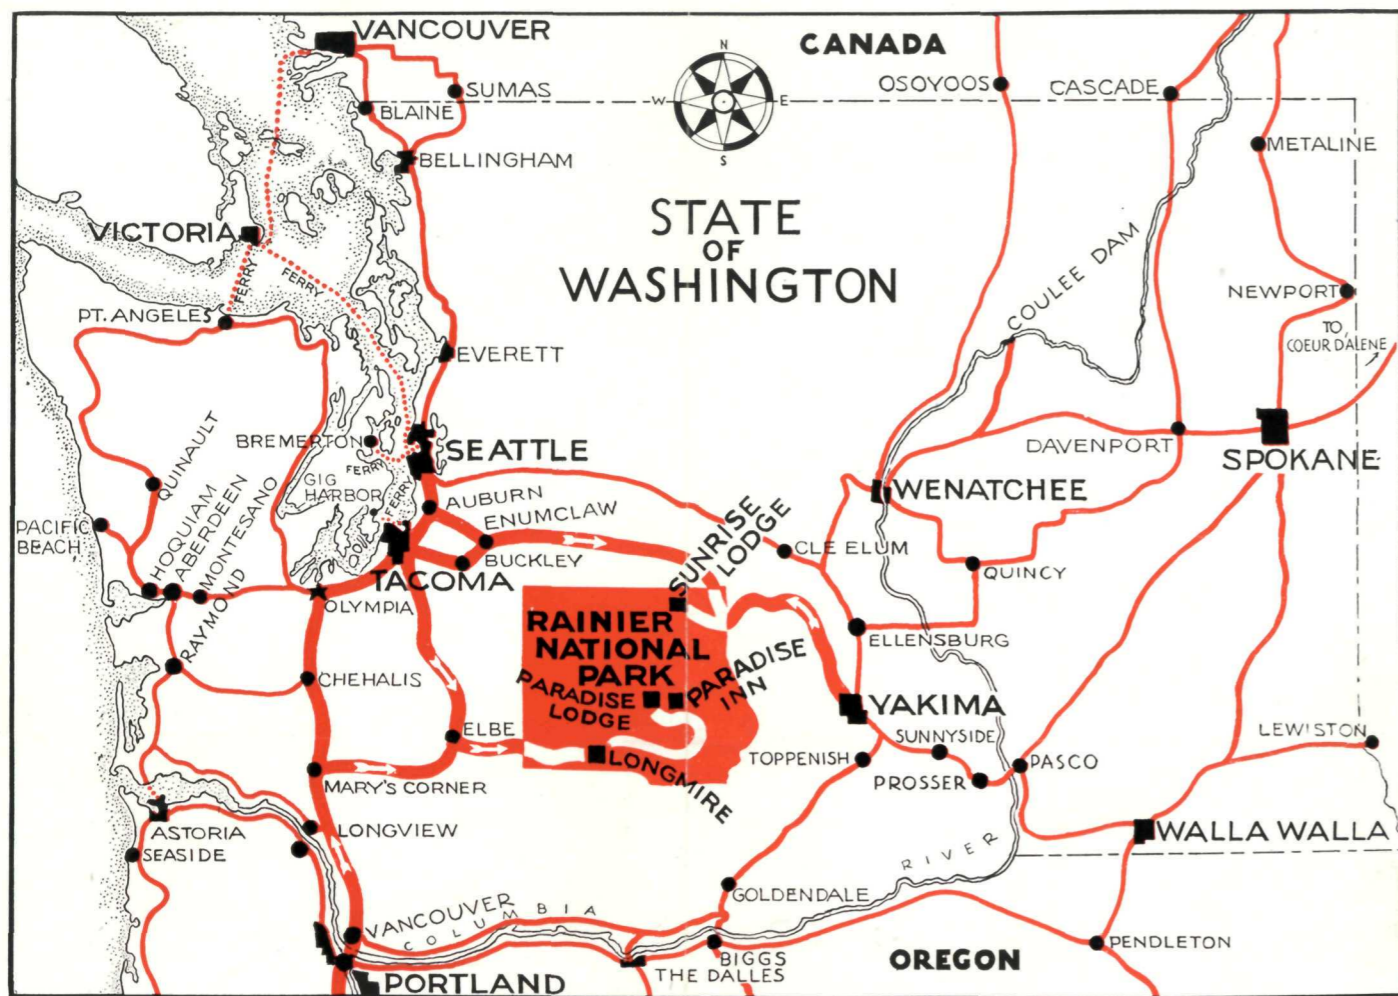 VANCOUVER
CANADA
N
W
E
S
SUMAS
BLAINE
BELLINGHAM
OSOYOOS
CASCADE
METALINE
STATE
OF
WASHINGTON
VICTORIA
FERRY
FERRY
PT. ANGELES
COULEE DAM
NEWPORT
TO
COEUR D'ALENE
EVERETT
QUINAULT
BREMERTON
FERRY
SEATTLE
DAVENPORT
SPOKANE
GIG
HARBOR
FERRY
AUBURN
ENUMCLAW
WENATCHEE
PACIFIC
BEACH
HOQUIAM
ABERDEEN
MONTESANO
RAYMOND
TACOMA
BUCKLEY
SUNRISE
LODGE
CLE ELUM
QUINCY
OLYMPIA
RAINIER
NATIONAL
PARK
ELLENSBURG
CHEHALIS
PARADISE
LODGE
PARADISE
INN
YAKIMA
SUNNYSIDE
ELBE
LONGMIRE
TOPPENISH
PROSSER
PASCO
LEWISTON
MARY'S CORNER
ASTORIA
LONGVIEW
SEASIDE
WALLA WALLA
RIVER
GOLDENDALE
VANCOUVER
COLUMBIA
PENDLETON
BIGGS
THE DALLES
OREGON
PORTLAND